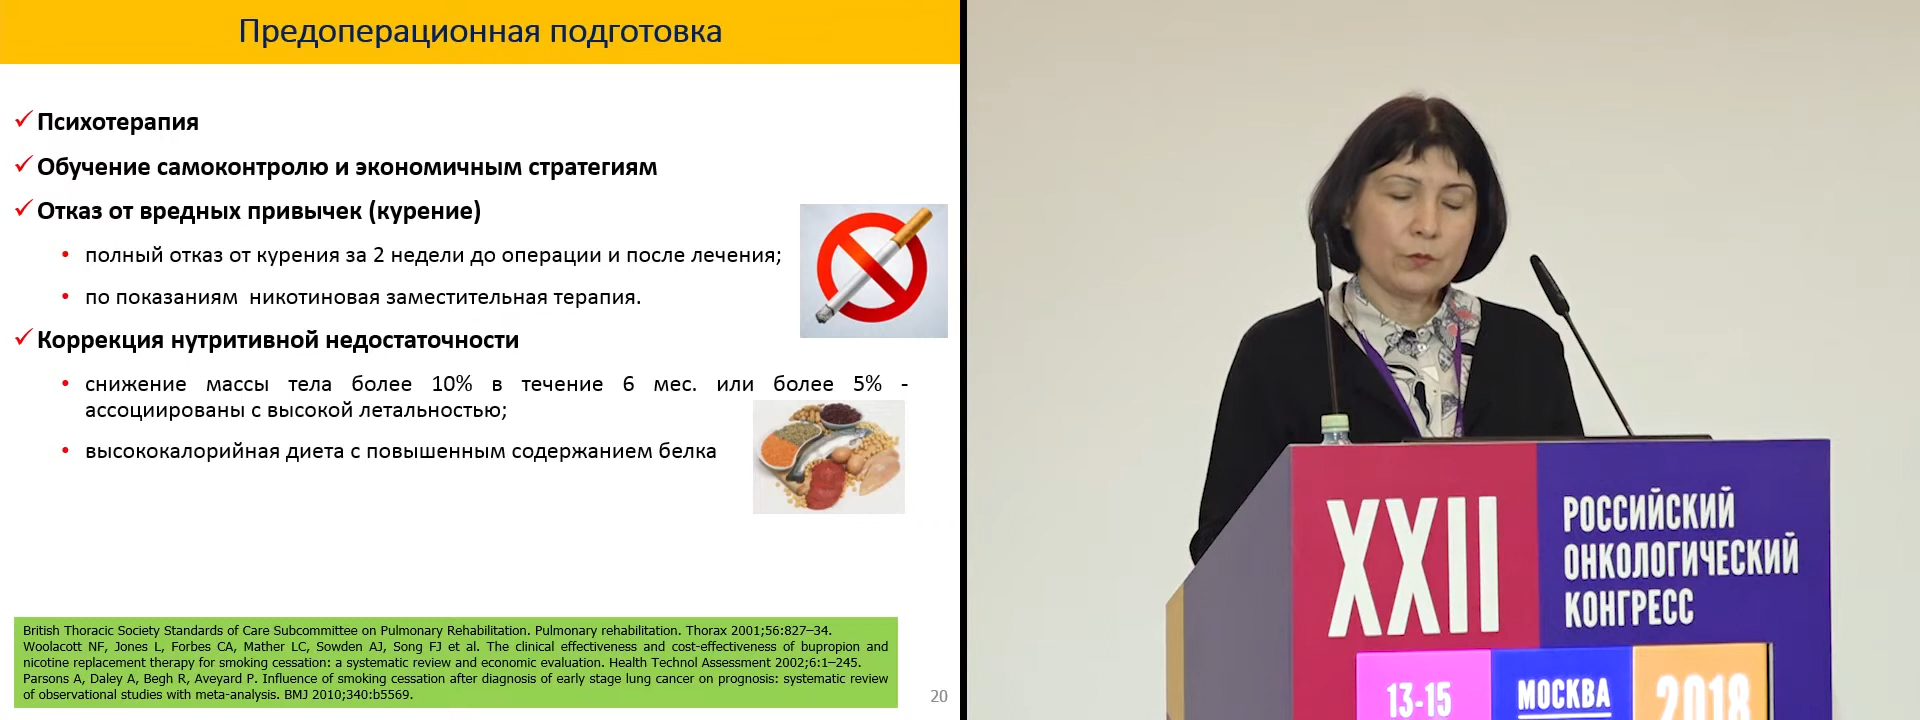 Предоперационная подготовка
Психотерапия
Обучение самоконтролю и экономичным стратегиям
Отказ от вредных привычек (курение)
полный отказ от курения за 2 недели до операции и после лечения;
по показаниям никотиновая заместительная терапия.
Коррекция нутритивной недостаточности
снижение массы тела более 10% в течение 6 мес. или более 5% -
ассоциированы с высокой летальностью;
высококалорийная диета с повышенным содержанием белка
British Thoracic Society Standards of Care Subcommittee on Pulmonary Rehabilitation. Pulmonary rehabilitation. Thorax 2001;56:827–34.
Woolacott NF, Jones L, Forbes CA, Mather LC, Sowden AJ, Song FJ et al. The clinical effectiveness and cost-effectiveness of bupropion and
nicotine replacement therapy for smoking cessation: a systematic review and economic evaluation. Health Technol Assessment 2002;6:1–245.
Parsons A, Daley A, Begh R, Aveyard P. Influence of smoking cessation after diagnosis of early stage lung cancer on prognosis: systematic review
of observational studies with meta-analysis. BMJ 2010;340:b5569.
20
XXII
РОССИЙСКИЙ
ОНКОЛОГИЧЕСКИЙ
КОНГРЕСС
13-15
МОСКВА
2018